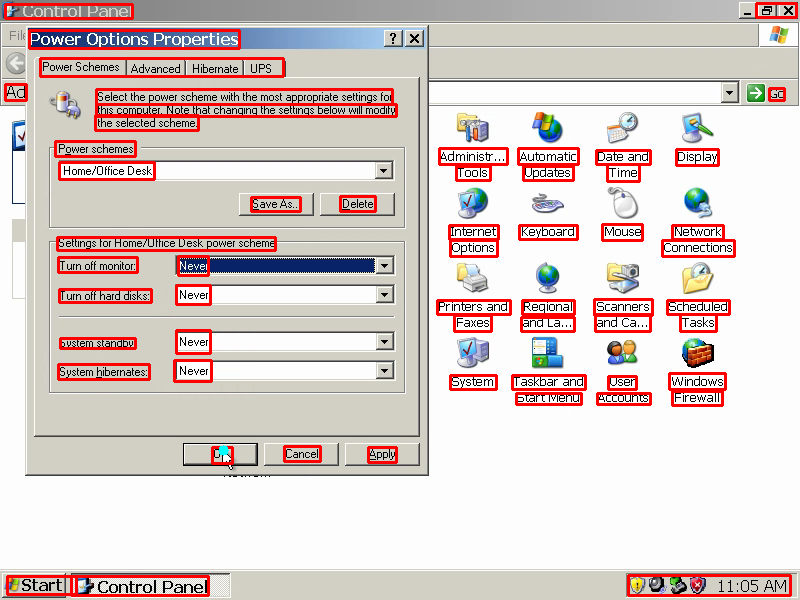 Control Panel
Power Options Properties
Power Schemes Advanced Hibernate UPS
Select the power scheme with the most appropriate settings for
this computer. Note that changing the settings below will modify
the selected scheme.
Power schemes
Home/Office Desk
Save As... Delete
Settings for Home/Office Desk power scheme
Turn off monitor: Never
Turn off hard disks: Never
System standby Never
System hibernates: Never
Cancel Apply
Go
Administr...
Tools
Automatic
Updates
Date and
Time
Display
Internet
Options
Keyboard
Mouse
Network
Connections
Printers and
Faxes
Regional
and La...
Scanners
and Ca...
Scheduled
Tasks
System
Taskbar and
Start Menu
User
Accounts
Windows
Firewall
Start Control Panel 11:05 AM